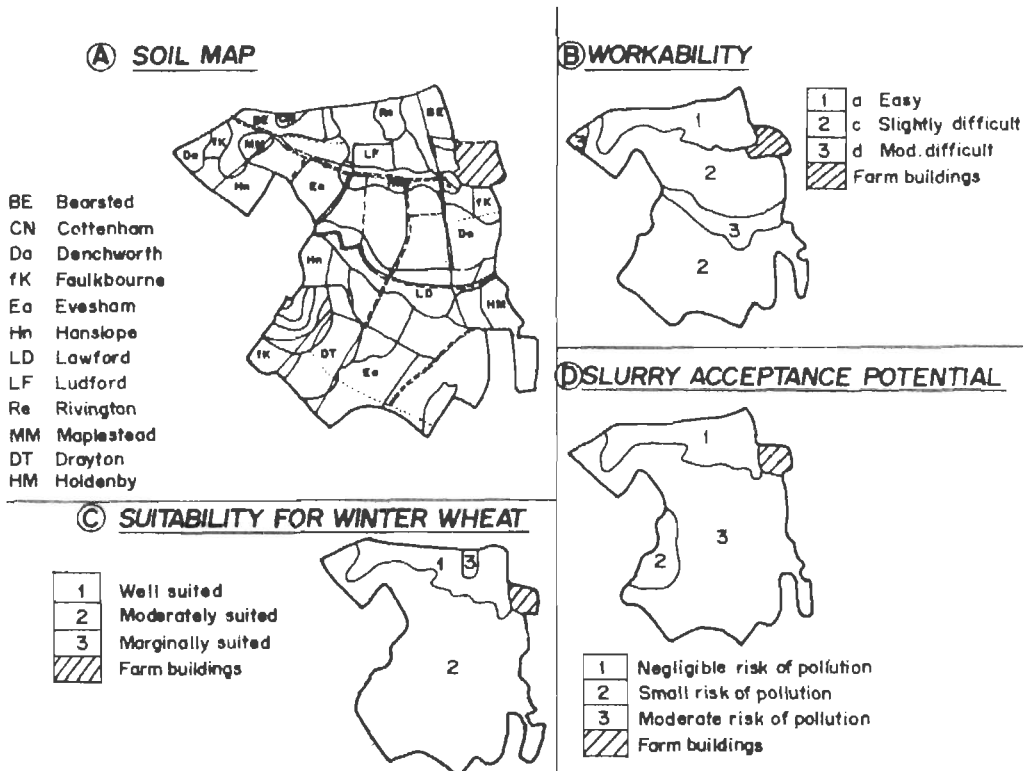 A SOIL MAP
BE
CN
Re
BE
Da
fK
MM
LF
Hn
Ea
fK
Da
Hn
LD
HM
fK
DT
Ea
BE Bearsted
CN Cottenham
Da Denchworth
fK Faulkbourne
Ea Evesham
Hn Hanslope
LD Lawford
LF Ludford
Re Rivington
MM Maplestead
DT Drayton
HM Holdenby
B WORKABILITY
1
3
2
3
2
1 a Easy
2 c Slightly difficult
3 d Mod. difficult
Farm buildings
C SUITABILITY FOR WINTER WHEAT
1
3
2
1 Well suited
2 Moderately suited
3 Marginally suited
Farm buildings
D SLURRY ACCEPTANCE POTENTIAL
1
3
2
1 Negligible risk of pollution
2 Small risk of pollution
3 Moderate risk of pollution
Farm buildings